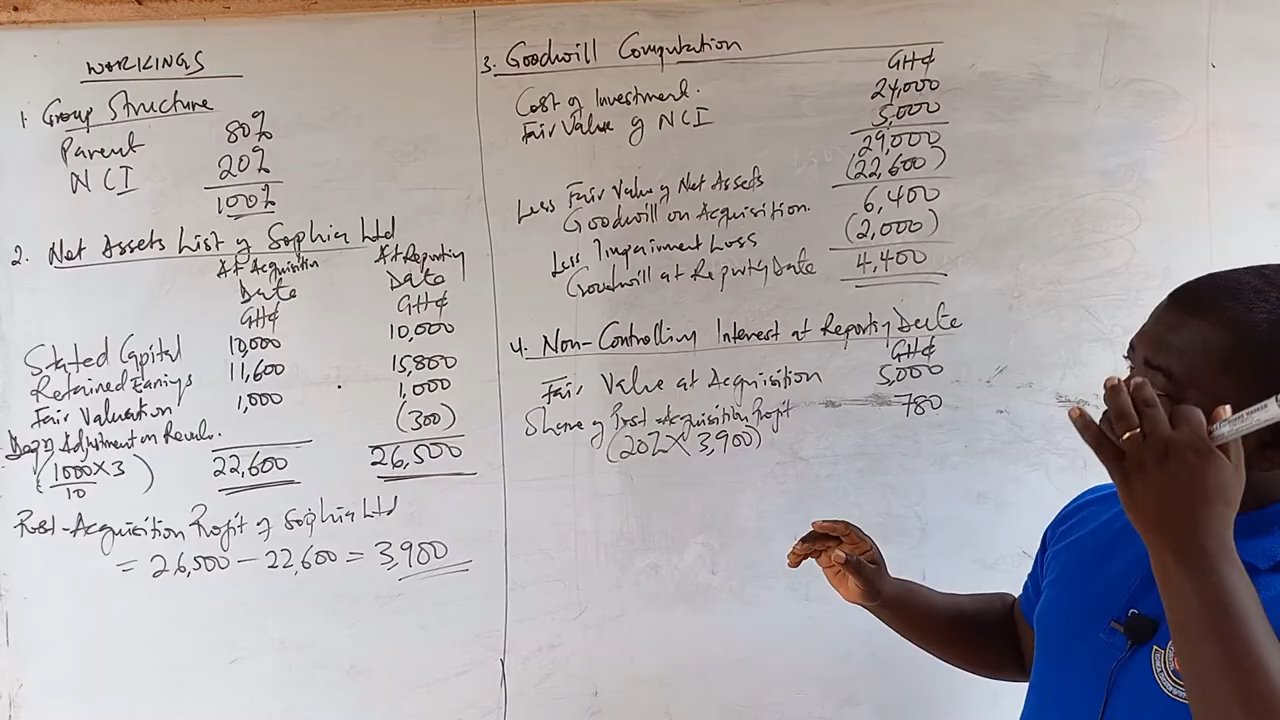 WORKINGS
1. Group Structure
Parent 80%
NCI 20%
100%
2. Net Assets List of Sophia Ltd
At Acquisition At Reporting
Date Date
GH¢ GH¢
Stated Capital 10,000 10,000
Retained Earnings 11,600 15,800
Fair Valuation 1,000 1,000
Adjustment on Revalu. (300)
(1000 X 3 ) 22,600 26,500
10
Post-Acquisition Profit of Sophia Ltd
= 26,500 - 22,600 = 3,900
3. Goodwill Computation
GH¢
Cost of Investment. 24,000
Fair Value of NCI 5,000
29,000
Less Fair Value of Net Assets (22,600)
Goodwill on Acquisition. 6,400
Less Impairment Loss (2,000)
Goodwill at Reporting Date 4,400
4. Non-Controlling Interest at Reporting Date
GH¢
Fair Value at Acquisition 5,000
Share of Post-Acquisition Profit 780
(20% X 3,900)